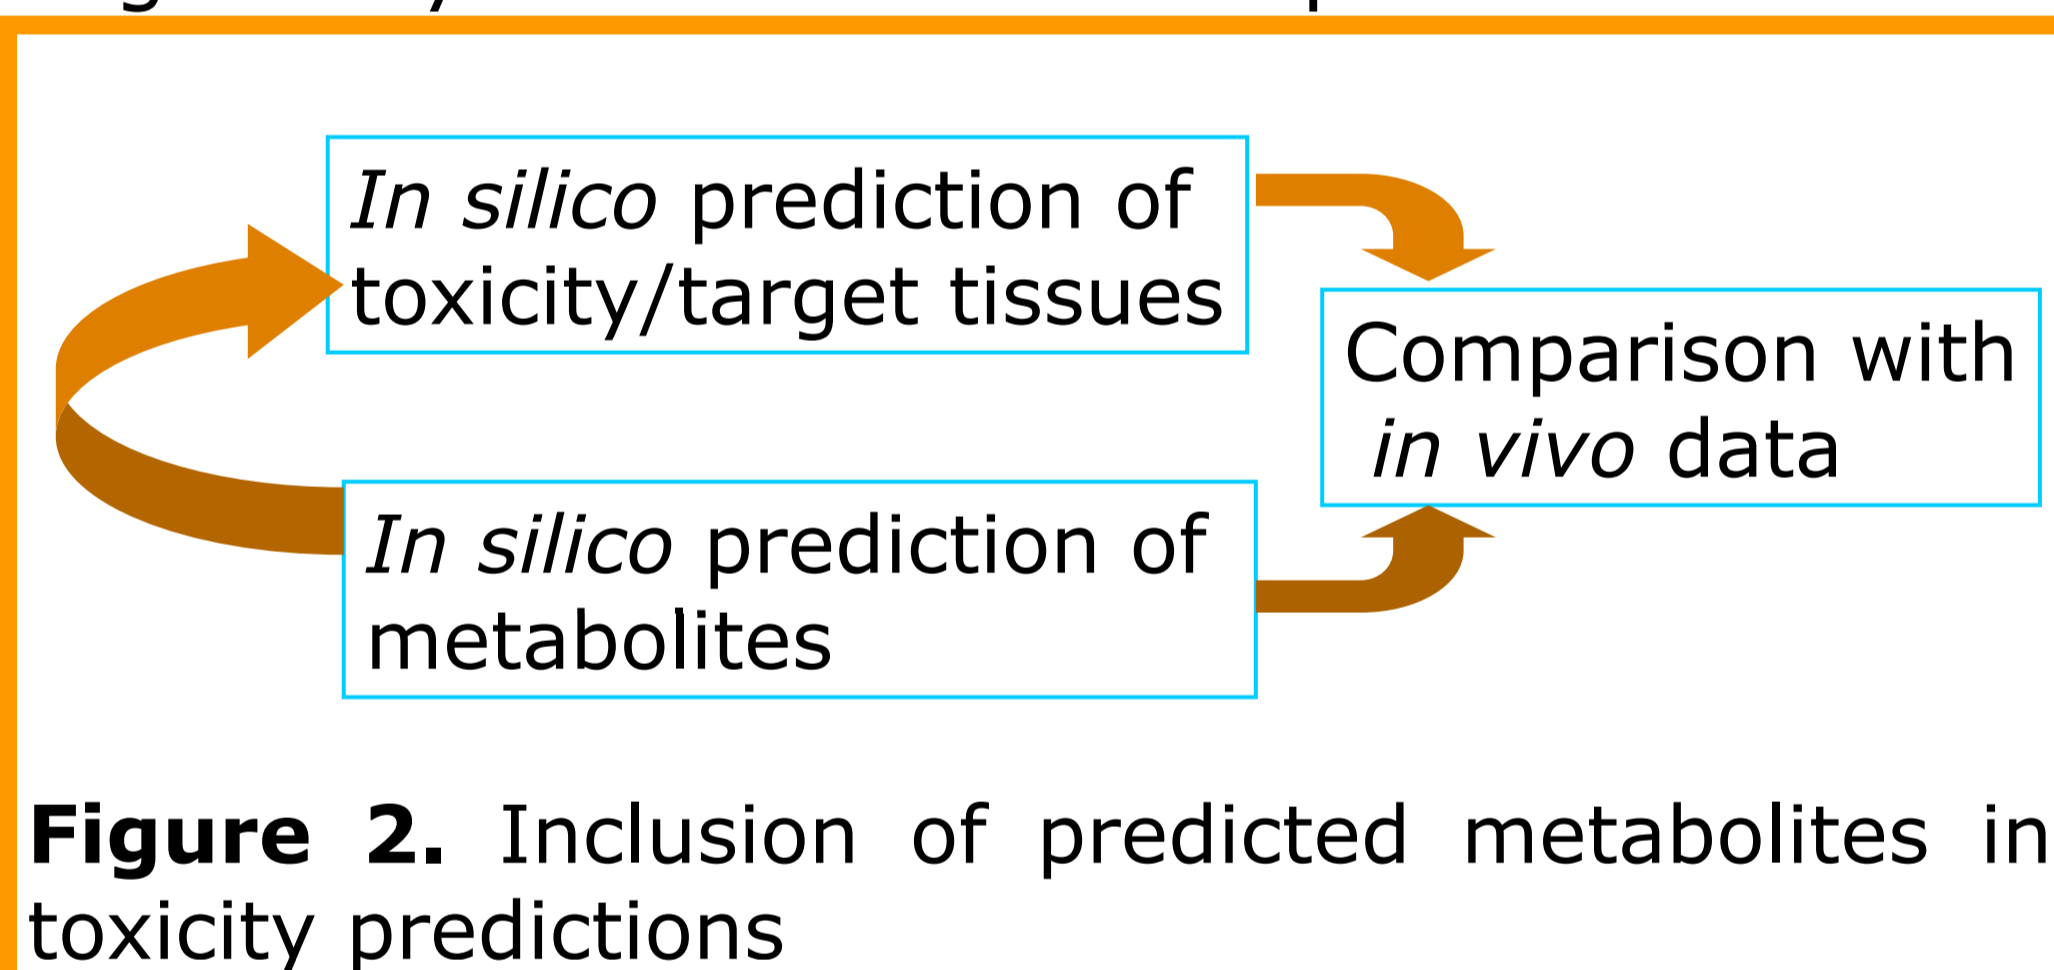 In silico prediction of
toxicity/target tissues
Comparison with
in vivo data
In silico prediction of
metabolites
Figure 2. Inclusion of predicted metabolites in
toxicity predictions